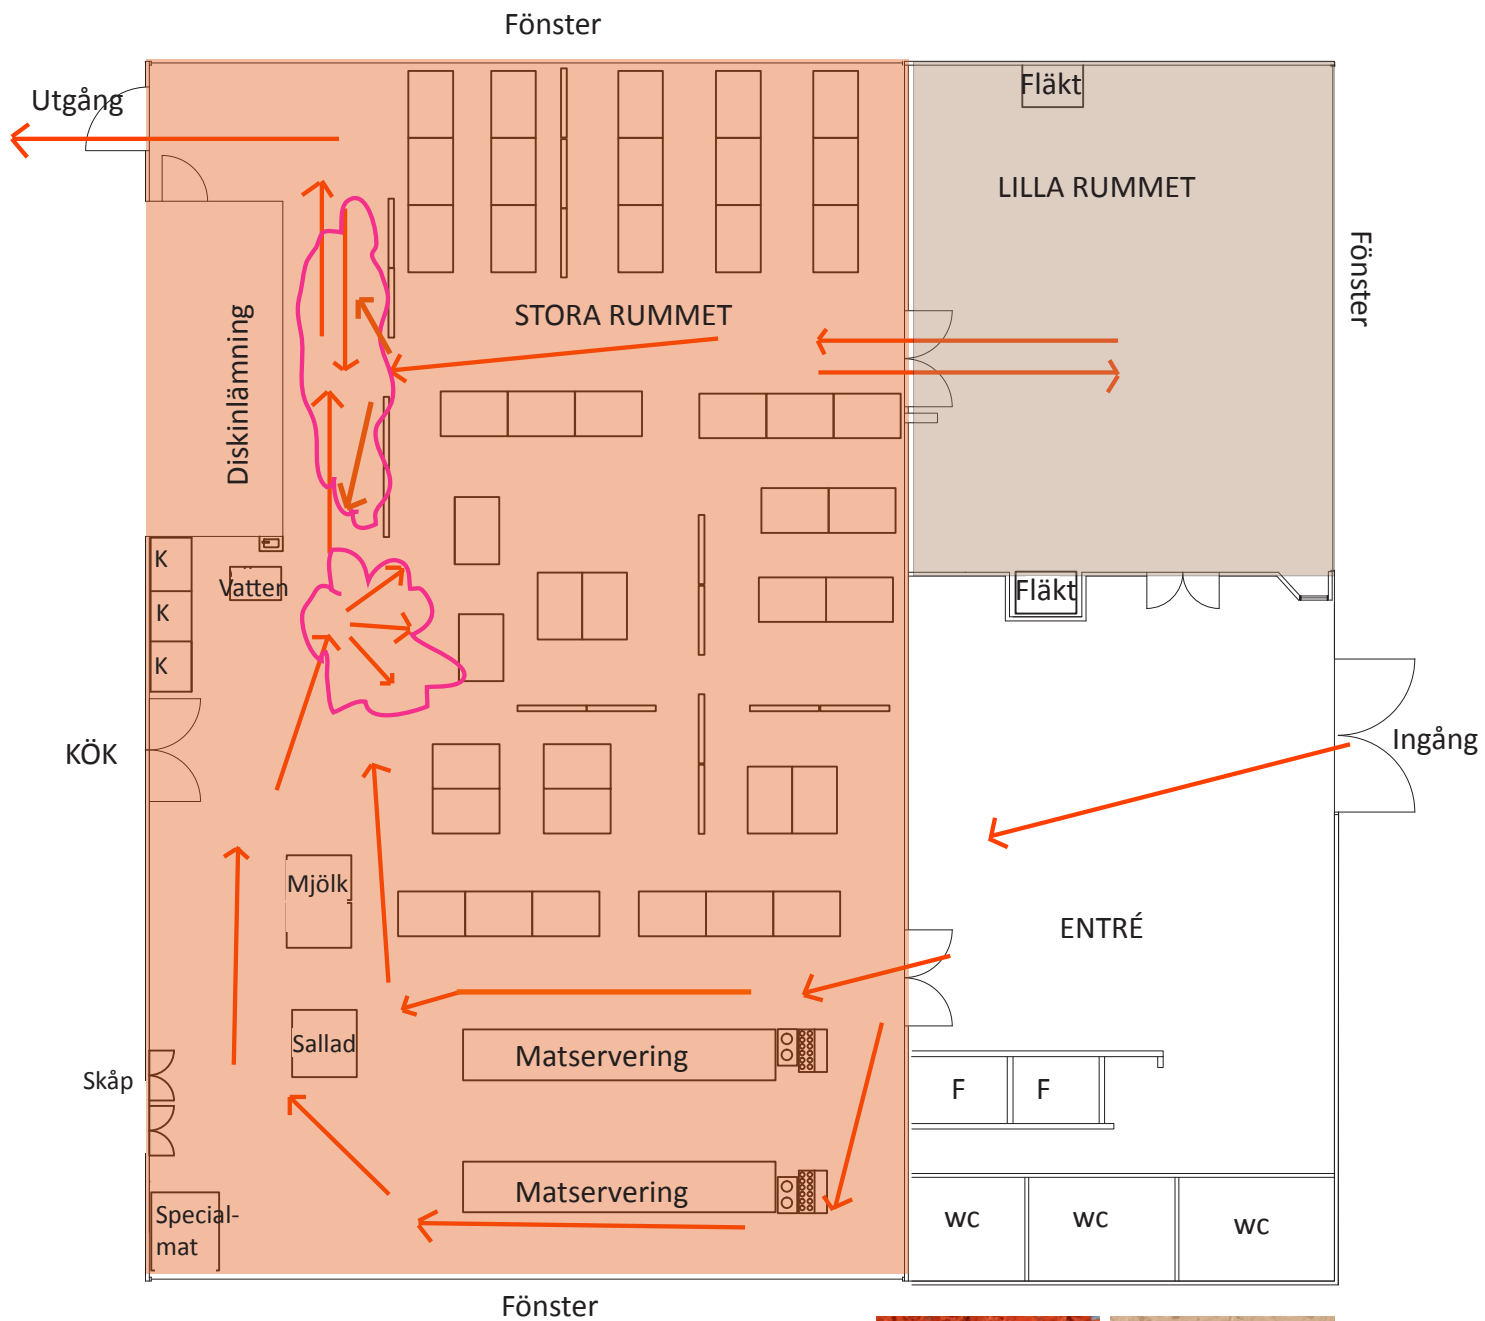 Fönster
Utgång
Fläkt
LILLA RUMMET
Fönster
STORA RUMMET
Diskinlämning
K
Vatten
Fläkt
K
K
KÖK
Ingång
Mjölk
ENTRÉ
Sallad
Matservering
Skåp
F
F
Matservering
Special-
mat
wc
wc
wc
Fönster